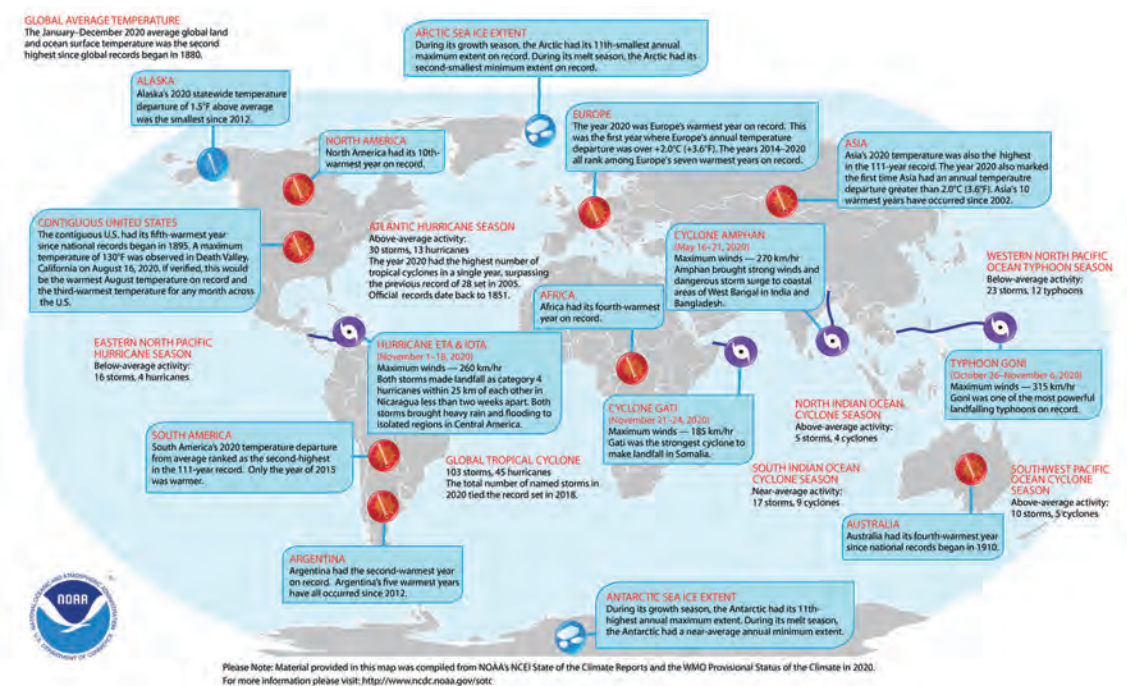 GLOBAL AVERAGE TEMPERATURE
The January–December 2020 average global land
and ocean surface temperature was the second
highest since global records began in 1880.
ARCTIC SEA ICE EXTENT
During its growth season, the Arctic had its 11th-smallest annual
maximum extent on record. During its melt season, the Arctic had its
second-smallest minimum extent on record.
ALASKA
Alaska's 2020 statewide temperature
departure of 1.5°F above average
was the smallest since 2012.
NORTH AMERICA
North America had its 10th-
warmest year on record.
EUROPE
The year 2020 was Europe's warmest year on record. This
was the first year where Europe's annual temperature
departure was over +2.0°C (+3.6°F). The years 2014–2020
all rank among Europe's seven warmest years on record.
ASIA
Asia's 2020 temperature was also the highest
in the 111-year record. The year 2020 also marked
the first time Asia had an annual temperautre
departure greater than 2.0°C (3.6°F). Asia's 10
warmest years have occurred since 2002.
CONTIGUOUS UNITED STATES
The contiguous U.S. had its fifth-warmest year
since national records began in 1895. A maximum
temperature of 130°F was observed in Death Valley,
California on August 16, 2020. If verified, this would
be the warmest August temperature on record and
the third-warmest temperature for any month across
the U.S.
ATLANTIC HURRICANE SEASON
Above-average activity:
30 storms, 13 hurricanes
The year 2020 had the highest number of
tropical cyclones in a single year, surpassing
the previous record of 28 set in 2005.
Official records date back to 1851.
CYCLONE AMPHAN
(May 16–21, 2020)
Maximum winds — 270 km/hr
Amphan brought strong winds and
dangerous storm surge to coastal
areas of West Bangal in India and
Bangladesh.
WESTERN NORTH PACIFIC
OCEAN TYPHOON SEASON
Below-average activity:
23 storms, 12 typhoons
AFRICA
Africa had its fourth-warmest
year on record.
EASTERN NORTH PACIFIC
HURRICANE SEASON
Below-average activity:
16 storms, 4 hurricanes
HURRICANE ETA & IOTA
(November 1–18, 2020)
Maximum winds — 260 km/hr
Both storms made landfall as category 4
hurricanes within 25 km of each other in
Nicaragua less than two weeks apart. Both
storms brought heavy rain and flooding to
isolated regions in Central America.
TYPHOON GONI
(October 26–November 6, 2020)
Maximum winds — 315 km/hr
Goni was one of the most powerful
landfalling typhoons on record.
CYCLONE GATI
(November 21–24, 2020)
Maximum winds — 185 km/hr
Gati was the strongest cyclone to
make landfall in Somalia.
NORTH INDIAN OCEAN
CYCLONE SEASON
Above-average activity:
5 storms, 4 cyclones
SOUTH AMERICA
South America's 2020 temperature departure
from average ranked as the second-highest
in the 111-year record. Only the year of 2015
was warmer.
GLOBAL TROPICAL CYCLONE
103 storms, 45 hurricanes
The total number of named storms in
2020 tied the record set in 2018.
SOUTH INDIAN OCEAN
CYCLONE SEASON
Near-average activity:
17 storms, 9 cyclones
SOUTHWEST PACIFIC
OCEAN CYCLONE
SEASON
Above-average activity:
10 storms, 5 cyclones
AUSTRALIA
Australia had its fourth-warmest year
since national records began in 1910.
ARGENTINA
Argentina had the second-warmest year
on record. Argentina's five warmest years
have all occurred since 2012.
ANTARCTIC SEA ICE EXTENT
During its growth season, the Antarctic had its 11th-
highest annual maximum extent. During its melt season,
the Antarctic had a near-average annual minimum extent.
NATIONAL OCEANIC AND ATMOSPHERIC ADMINISTRATION
NOAA
U.S. DEPARTMENT OF COMMERCE
Please Note: Material provided in this map was compiled from NOAA's NCEI State of the Climate Reports and the WMO Provisional Status of the Climate in 2020.
For more information please visit: http://www.ncdc.noaa.gov/sotc